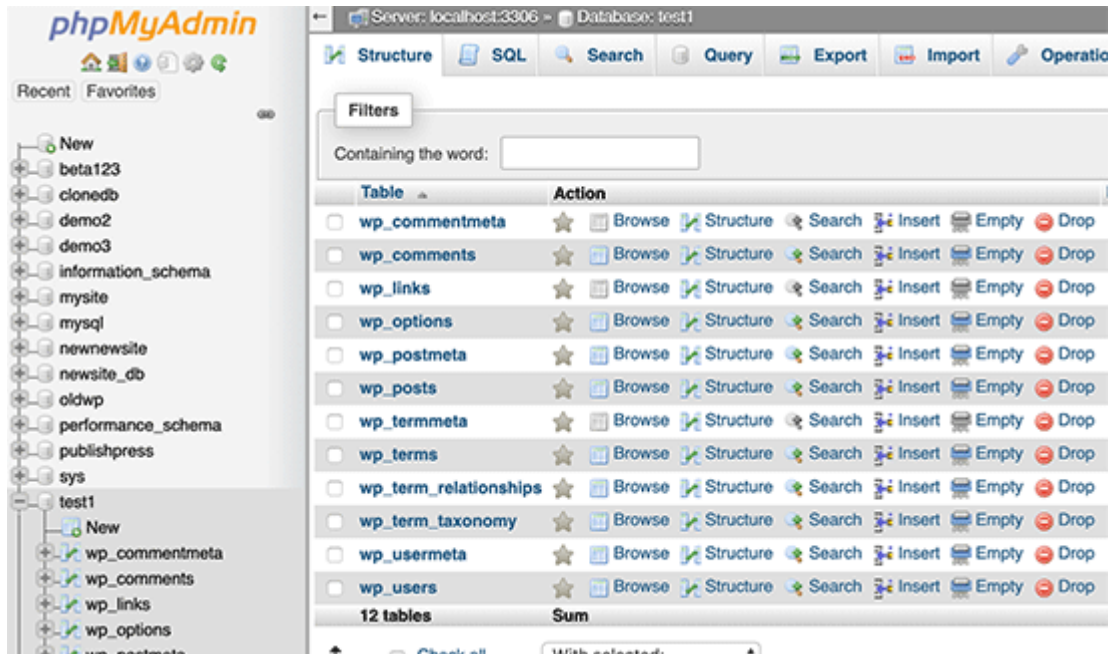 phpMyAdmin
Recent Favorites
New
beta123
clonedb
demo2
demo3
information_schema
mysite
mysql
newnewsite
newsite_db
oldwp
performance_schema
publishpress
sys
test1
New
wp_commentmeta
wp_comments
wp_links
wp_options
wp_postmeta
Server: localhost:3306 » Database: test1
Structure SQL Search Query Export Import Operatio
Filters
Containing the word:
Table Action
wp_commentmeta Browse Structure Search Insert Empty Drop
wp_comments Browse Structure Search Insert Empty Drop
wp_links Browse Structure Search Insert Empty Drop
wp_options Browse Structure Search Insert Empty Drop
wp_postmeta Browse Structure Search Insert Empty Drop
wp_posts Browse Structure Search Insert Empty Drop
wp_termmeta Browse Structure Search Insert Empty Drop
wp_terms Browse Structure Search Insert Empty Drop
wp_term_relationships Browse Structure Search Insert Empty Drop
wp_term_taxonomy Browse Structure Search Insert Empty Drop
wp_usermeta Browse Structure Search Insert Empty Drop
wp_users Browse Structure Search Insert Empty Drop
12 tables Sum
Check all With selected: